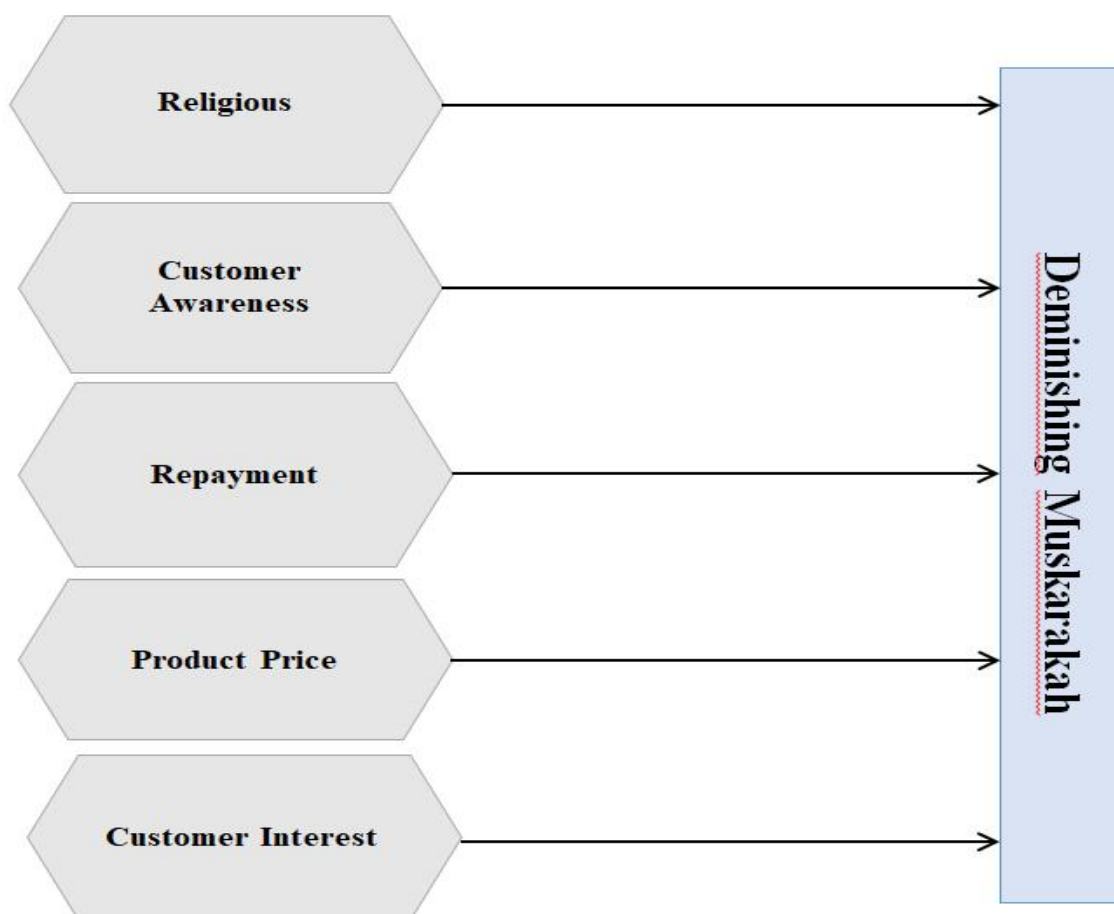 Religious
Customer
Awareness
Repayment
Product Price
Customer Interest
Deminishing Muskarakah